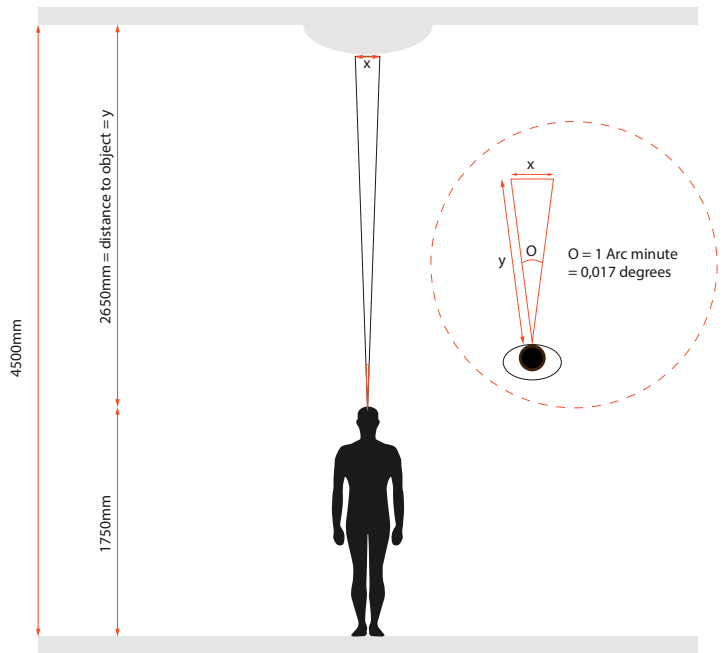 x
2650mm = distance to object = y
4500mm
1750mm
x
y
O
O = 1 Arc minute
= 0,017 degrees